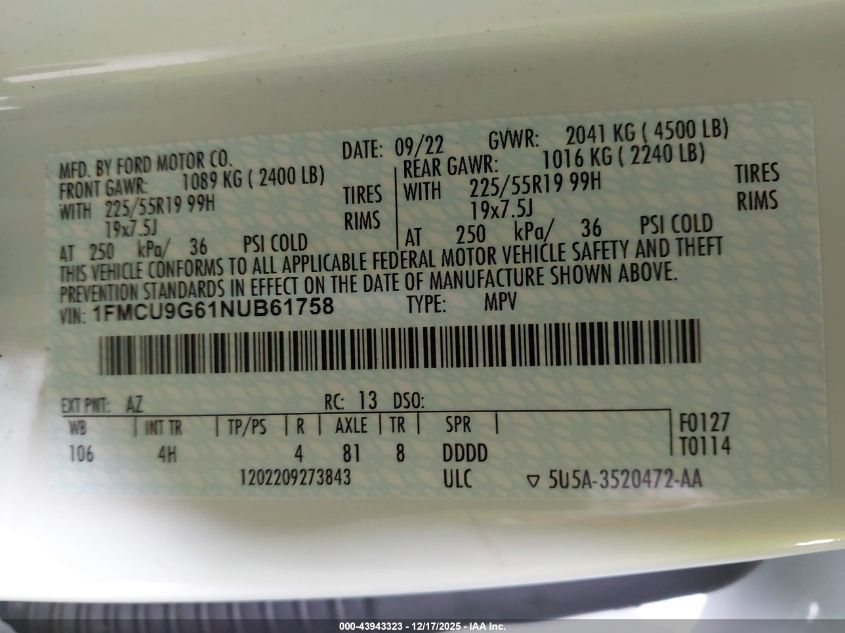 MFD. BY FORD MOTOR CO. DATE: 09/22 GVWR: 2041 KG ( 4500 LB)
FRONT GAWR: 1089 KG ( 2400 LB) REAR GAWR: 1016 KG ( 2240 LB)
WITH 225/55R19 99H TIRES WITH 225/55R19 99H TIRES
19x7.5J RIMS 19x7.5J RIMS
AT 250 kPa/ 36 PSI COLD AT 250 kPa/ 36 PSI COLD
THIS VEHICLE CONFORMS TO ALL APPLICABLE FEDERAL MOTOR VEHICLE SAFETY AND THEFT
PREVENTION STANDARDS IN EFFECT ON THE DATE OF MANUFACTURE SHOWN ABOVE.
VIN: 1FMCU9G61NUB61758 TYPE: MPV
EXT PNT: AZ RC: 13 DSO:
WB | INT TR | TP/PS | R | AXLE | TR | SPR | F0127
106 4H 4 81 8 DDDD T0114
1202209273843 ULC ▽ 5U5A-3520472-AA
000-43943323 - 12/17/2025 - IAA Inc.